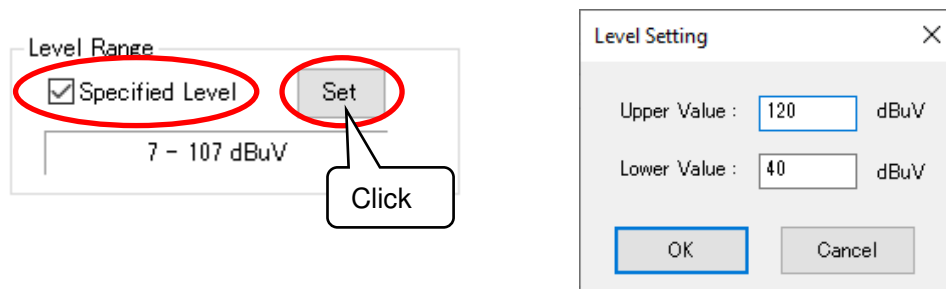 Level Range
Specified Level
Set
7 - 107 dBuV
Click
Level Setting
Upper Value : 120 dBuV
Lower Value : 40 dBuV
OK
Cancel